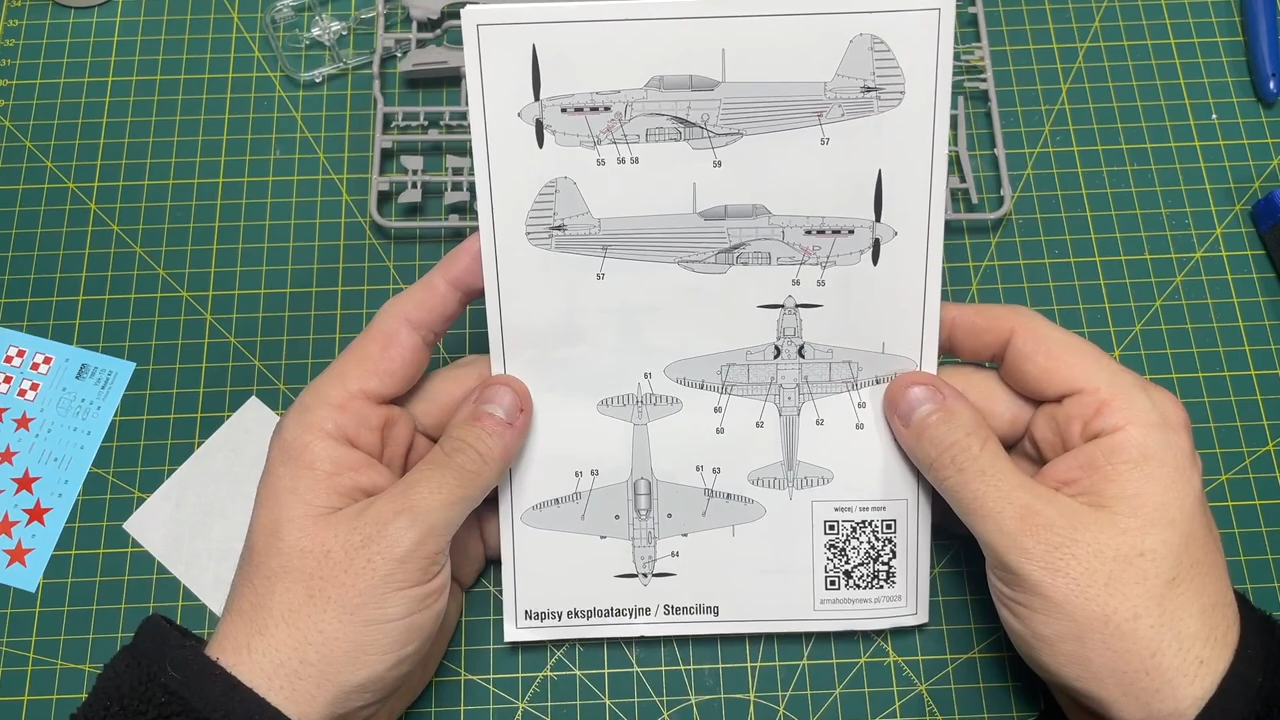 55 56 58 59 57
57 56 55
61
60 62 62 60
60 60
61 63 61 63
64
więcej / see more
armahobbynews.pl/70028
Napisy eksploatacyjne / Stenciling